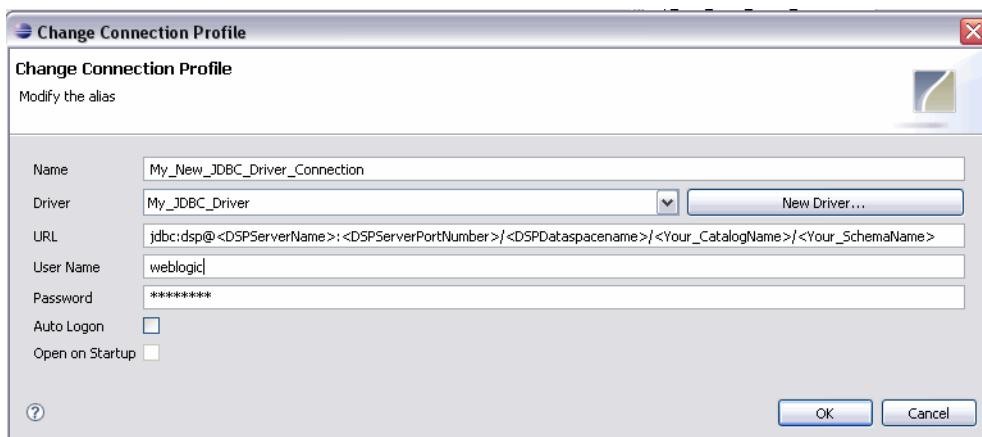 Change Connection Profile
Change Connection Profile
Modify the alias
Name My_New_JDBC_Driver_Connection
Driver My_JDBC_Driver New Driver...
URL jdbc:dsp@<DSPServerName>:<DSPServerPortNumber>/<DSPDataspacename>/<Your_CatalogName>/<Your_SchemaName>
User Name weblogic
Password ********
Auto Logon
Open on Startup
? OK Cancel